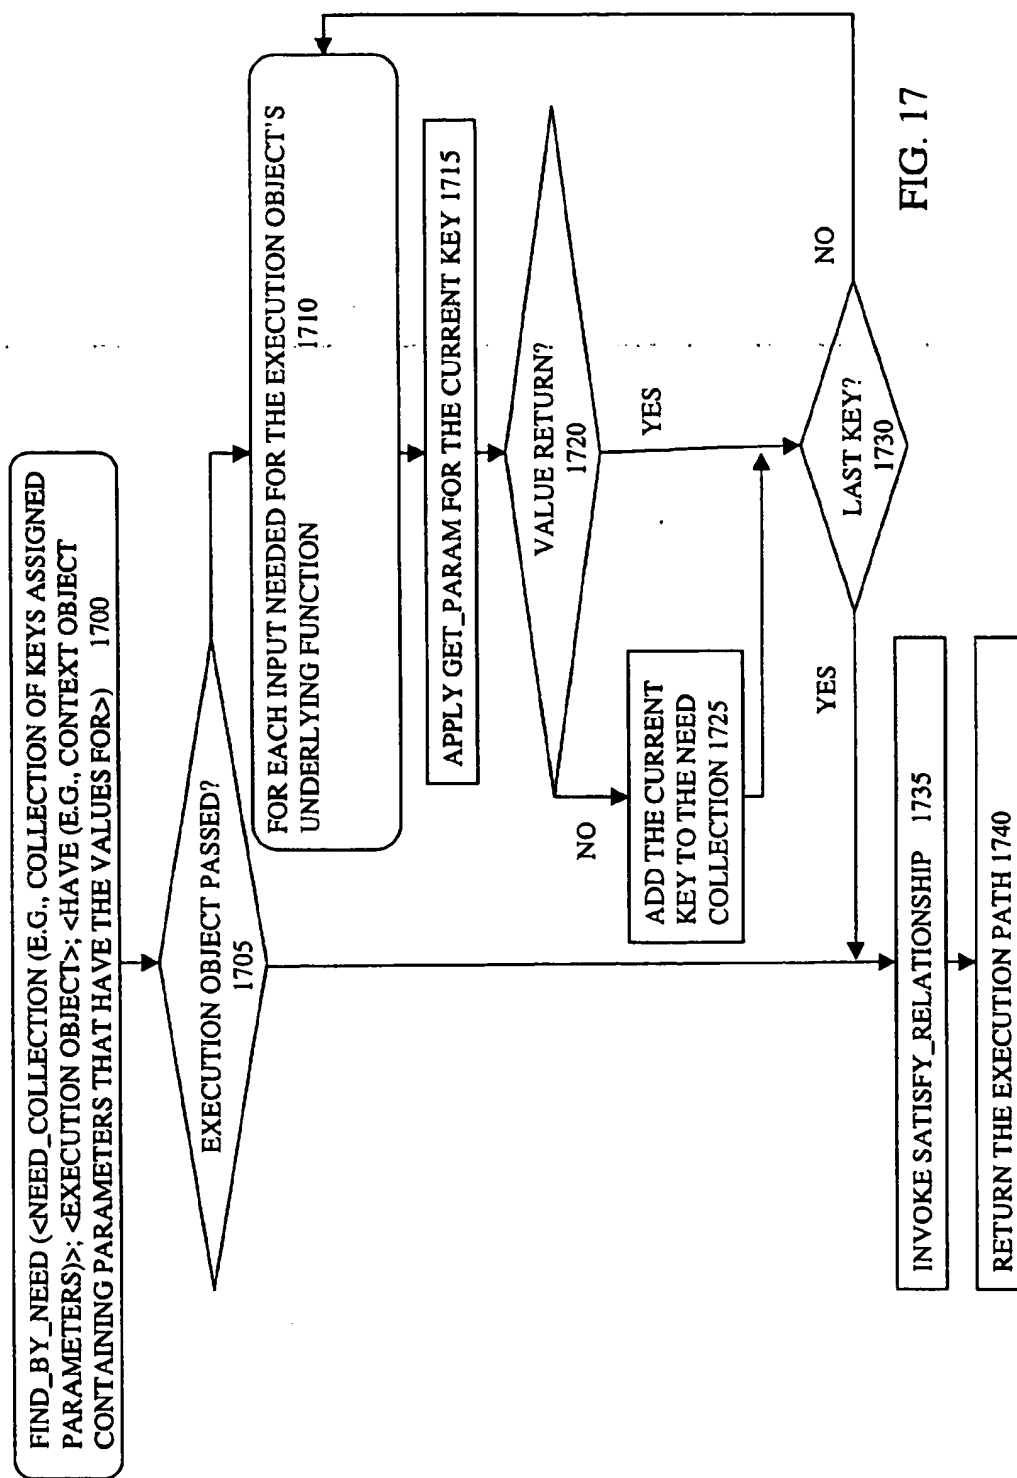 FIND_BY_NEED (<NEED_COLLECTION (E.G., COLLECTION OF KEYS ASSIGNED
PARAMETERS)>; <EXECUTION OBJECT>; <HAVE (E.G., CONTEXT OBJECT
CONTAINING PARAMETERS THAT HAVE THE VALUES FOR>) 1700
EXECUTION OBJECT PASSED?
1705
FOR EACH INPUT NEEDED FOR THE EXECUTION OBJECT'S
UNDERLYING FUNCTION 1710
APPLY GET_PARAM FOR THE CURRENT KEY 1715
VALUE RETURN?
1720
NO
YES
ADD THE CURRENT
KEY TO THE NEED
COLLECTION 1725
LAST KEY?
1730
NO
YES
INVOKE SATISFY_RELATIONSHIP 1735
RETURN THE EXECUTION PATH 1740
FIG. 17